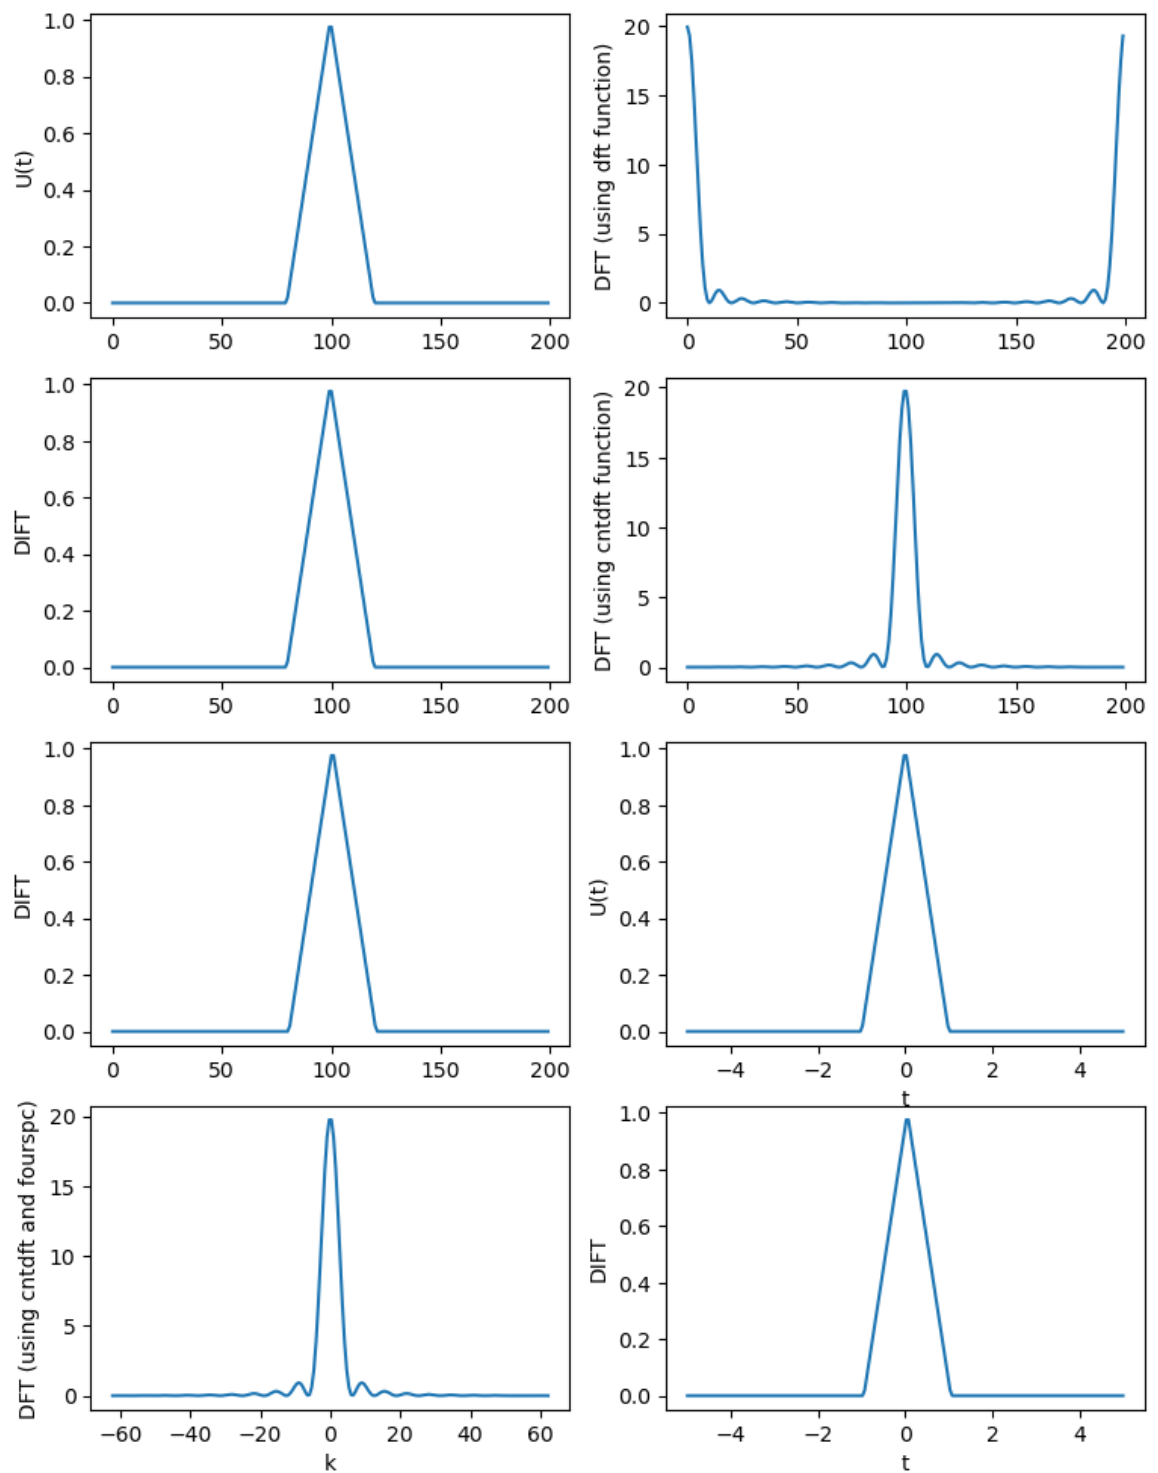 U(t)
1.0
0.8
0.6
0.4
0.2
0.0
0 50 100 150 200
DFT (using dft function)
20
15
10
5
0
0 50 100 150 200
DIFT
1.0
0.8
0.6
0.4
0.2
0.0
0 50 100 150 200
DFT (using cntdft function)
20
15
10
5
0
0 50 100 150 200
DIFT
1.0
0.8
0.6
0.4
0.2
0.0
0 50 100 150 200
U(t)
1.0
0.8
0.6
0.4
0.2
0.0
−4 −2 0 2 4
t
DFT (using cntdft and fourspc)
20
15
10
5
0
−60 −40 −20 0 20 40 60
k
DIFT
1.0
0.8
0.6
0.4
0.2
0.0
−4 −2 0 2 4
t